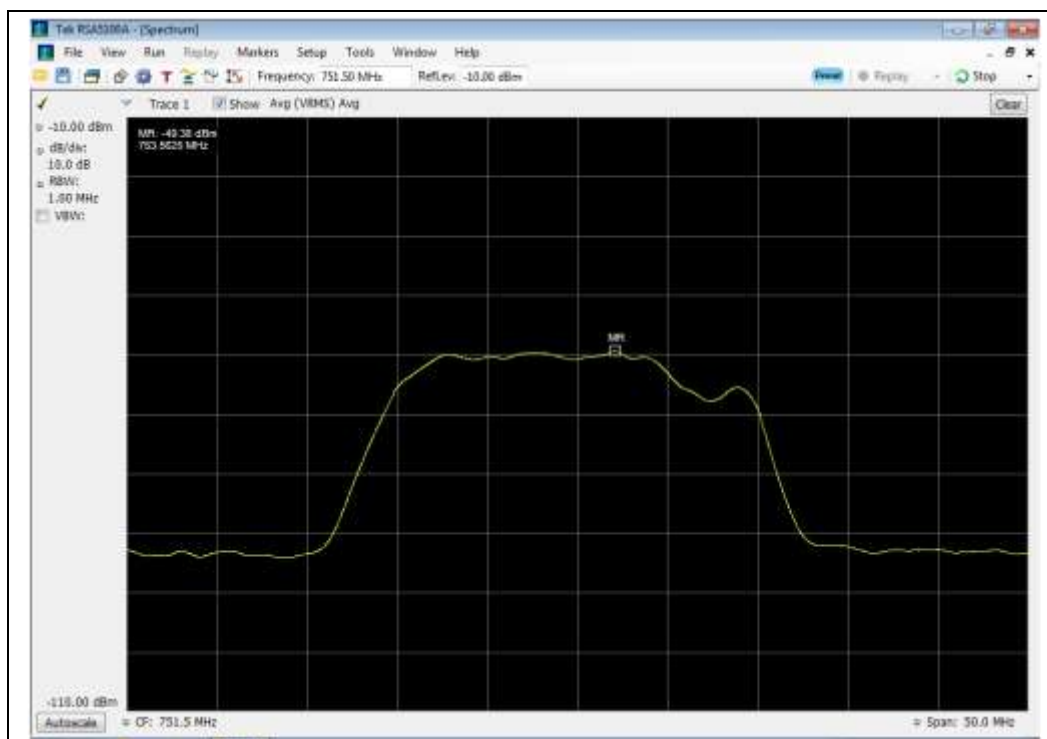 Tek RSA5100A - [Spectrum]
File View Run Replay Markers Setup Tools Window Help
Frequency: 751.50 MHz RefLev: -10.00 dBm Preset Replay Stop
Trace 1 Show Avg (VRMS) Avg Clear
-10.00 dBm
dB/div:
10.0 dB
RBW:
1.00 MHz
VBW:
MR: -49.38 dBm
753.5625 MHz
MR
-110.00 dBm
Autoscale CF: 751.5 MHz Span: 50.0 MHz